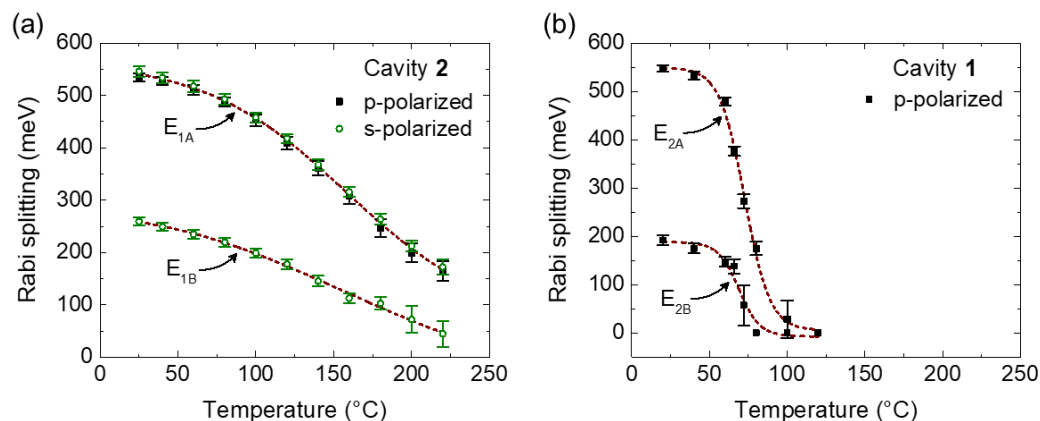 (a)
Cavity 2
p-polarized
s-polarized
E1A
E1B
Rabi splitting (meV)
600
500
400
300
200
100
0
0 50 100 150 200 250
Temperature (°C)
(b)
Cavity 1
p-polarized
E2A
E2B
Rabi splitting (meV)
600
500
400
300
200
100
0
0 50 100 150 200 250
Temperature (°C)